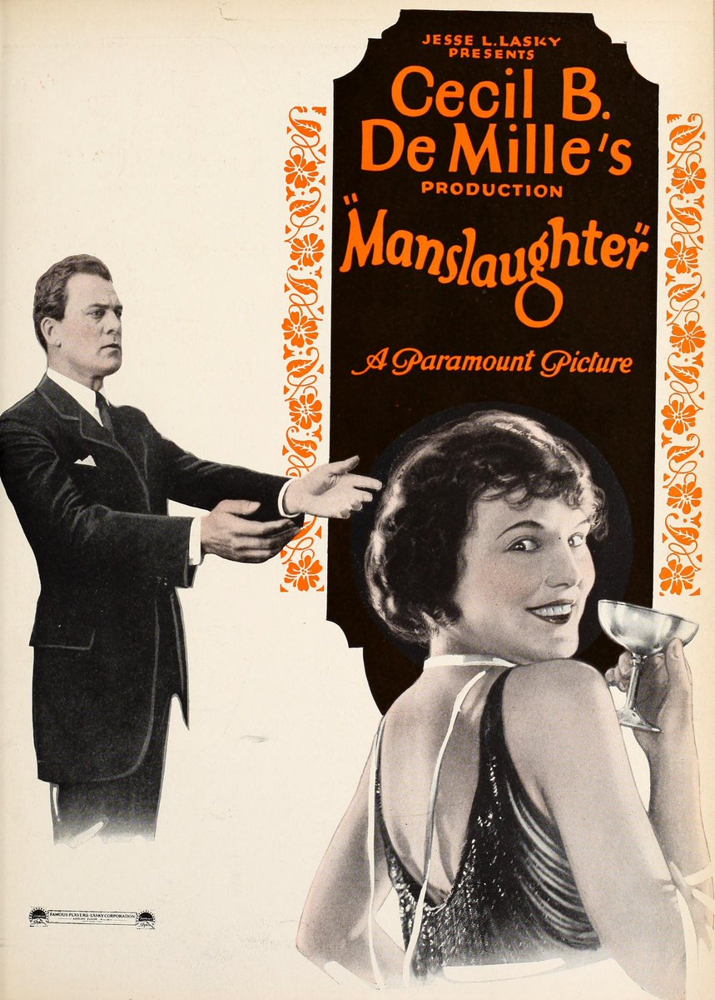 JESSE L. LASKY
PRESENTS
Cecil B.
De Mille's
PRODUCTION
"Manslaughter"
A Paramount Picture
FAMOUS PLAYERS-LASKY CORPORATION